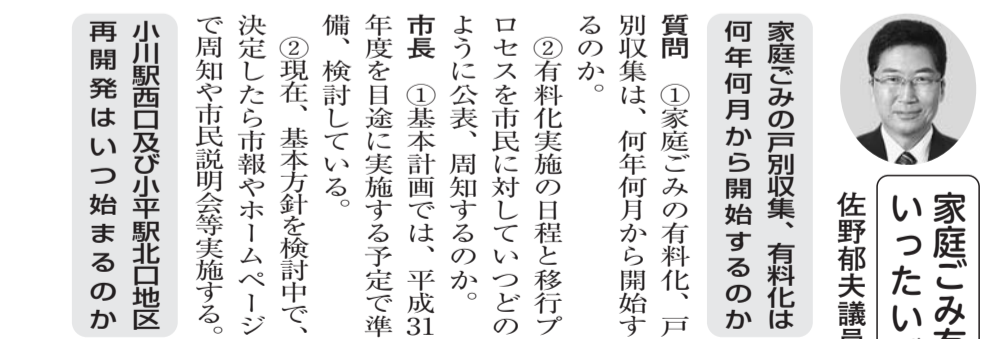 家庭ごみ有
いったい
佐野郁夫議員
家庭ごみの戸別収集、有料化は
何年何月から開始するのか
質問　①家庭ごみの有料化、戸
別収集は、何年何月から開始す
るのか。
②有料化実施の日程と移行プ
ロセスを市民に対していつどの
ように公表、周知するのか。
市長　①基本計画では、平成31
年度を目途に実施する予定で準
備、検討している。
②現在、基本方針を検討中で、
決定したら市報やホームページ
で周知や市民説明会等実施する。
小川駅西口及び小平駅北口地区
再開発はいつ始まるのか